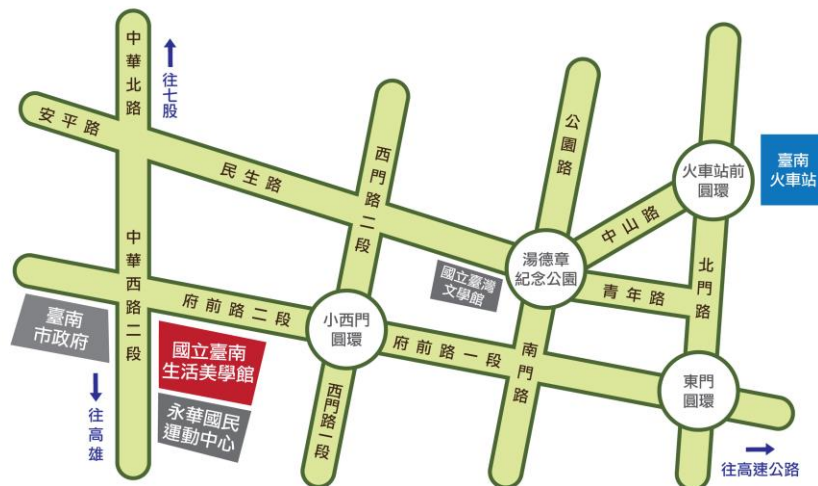 中華北路
往七股
安平路
民生路
西門路二段
公園路
火車站前
圓環
臺南
火車站
中山路
湯德章
紀念公園
國立臺灣
文學館
青年路
北門路
中華西路二段
府前路二段
小西門
圓環
府前路一段
南門路
東門
圓環
臺南
市政府
國立臺南
生活美學館
永華國民
運動中心
西門路一段
往高雄
往高速公路